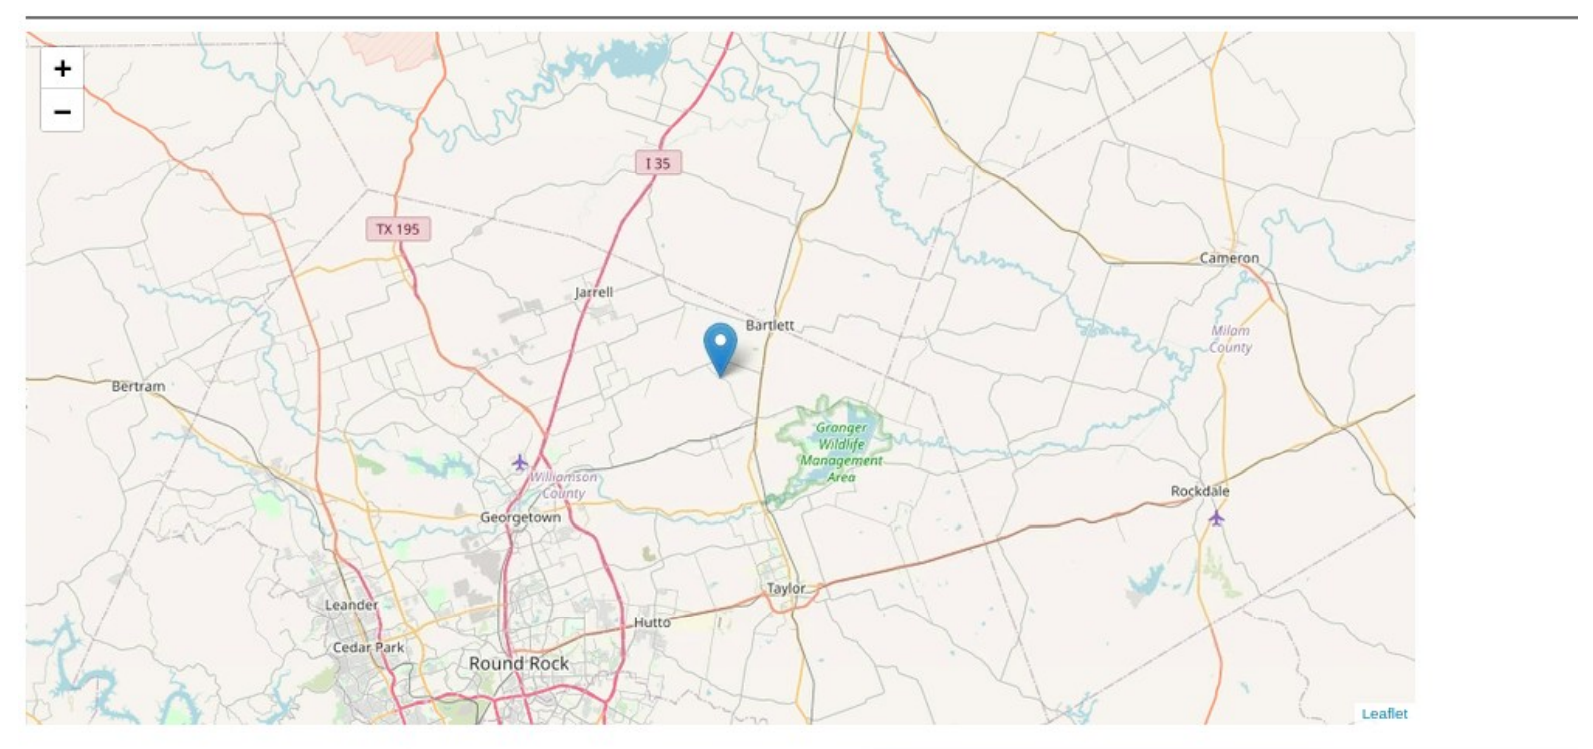 +
−
I 35
TX 195
Cameron
Jarrell
Bartlett
Milam
County
Bertram
Granger
Wildlife
Management
Area
Williamson
County
Rockdale
Georgetown
Taylor
Leander
Hutto
Cedar Park
Round Rock
Leaflet